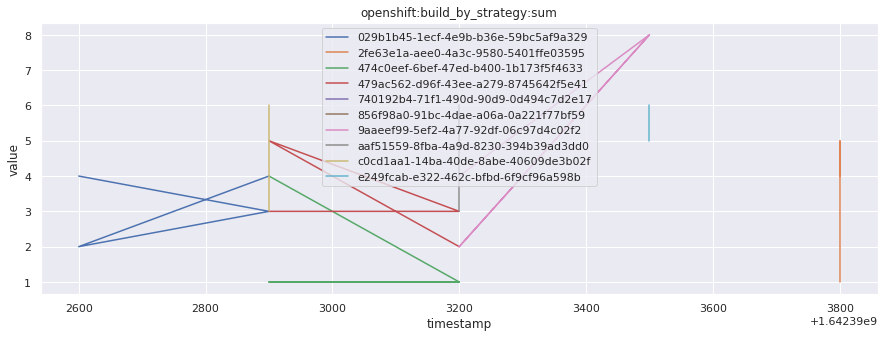 openshift:build_by_strategy:sum
8
7
6
5
4
3
2
1
value
029b1b45-1ecf-4e9b-b36e-59bc5af9a329
2fe63e1a-aee0-4a3c-9580-5401ffe03595
474c0eef-6bef-47ed-b400-1b173f5f4633
479ac562-d96f-43ee-a279-8745642f5e41
740192b4-71f1-490d-90d9-0d494c7d2e17
856f98a0-91bc-4dae-a06a-0a221f77bf59
9aaeef99-5ef2-4a77-92df-06c97d4c02f2
aaf51559-8fba-4a9d-8230-394b39ad3dd0
c0cd1aa1-14ba-40de-8abe-40609de3b02f
e249fcab-e322-462c-bfbd-6f9cf96a598b
2600 2800 3000 3200 3400 3600 3800
timestamp
+1.64239e9